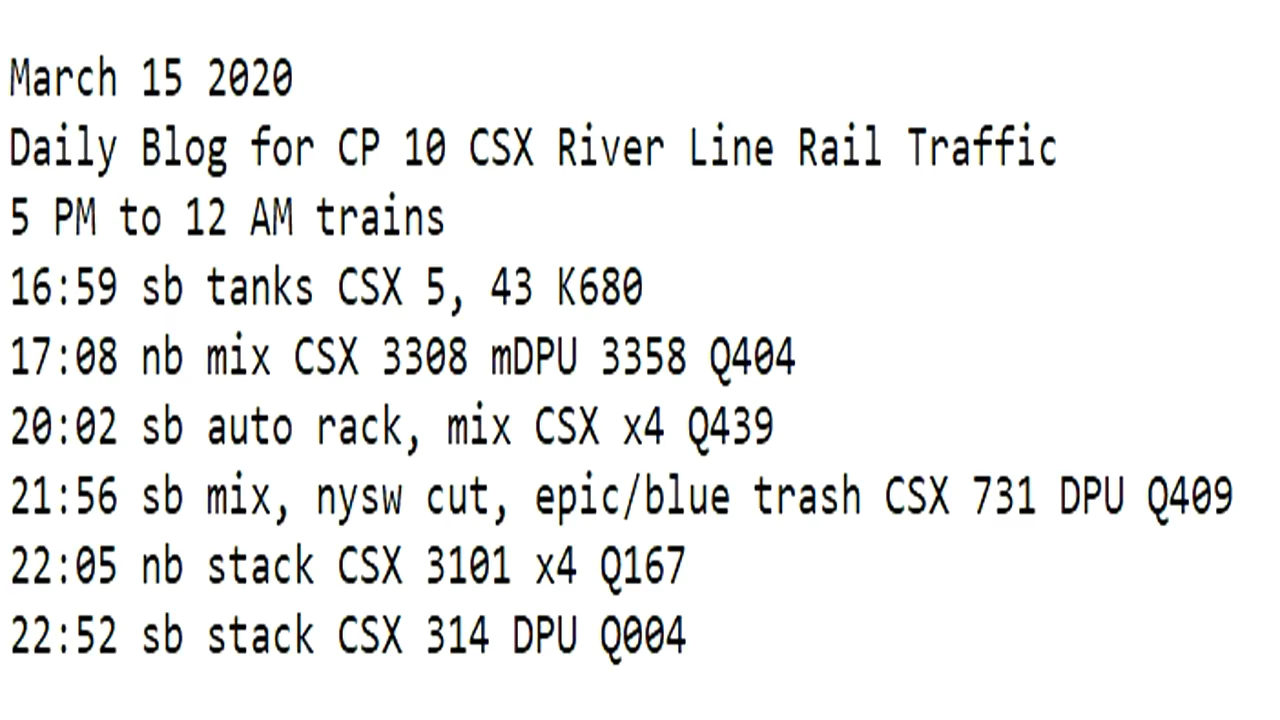 March 15 2020
Daily Blog for CP 10 CSX River Line Rail Traffic
5 PM to 12 AM trains
16:59 sb tanks CSX 5, 43 K680
17:08 nb mix CSX 3308 mDPU 3358 Q404
20:02 sb auto rack, mix CSX x4 Q439
21:56 sb mix, nysw cut, epic/blue trash CSX 731 DPU Q409
22:05 nb stack CSX 3101 x4 Q167
22:52 sb stack CSX 314 DPU Q004